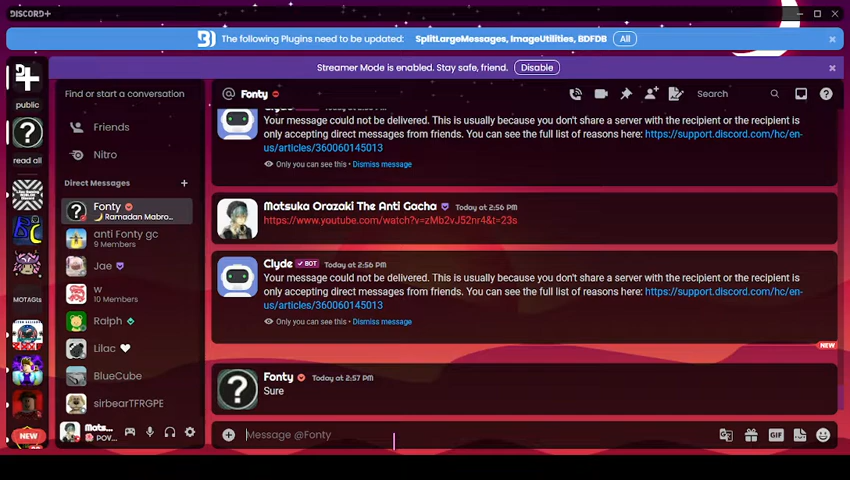 DISCORD+
The following Plugins need to be updated: SplitLargeMessages, ImageUtilities, BDFDB All
Streamer Mode is enabled. Stay safe, friend. Disable
public
read all
MOTAGts
NEW
Find or start a conversation
Friends
Nitro
Direct Messages
Fonty
Ramadan Mabro...
anti Fonty gc
9 Members
Jae
w
10 Members
Ralph
Lilac
BlueCube
sirbearTFRGPE
Mats...
POV...
@ Fonty
Search
Clyde
Your message could not be delivered. This is usually because you don't share a server with the recipient or the recipient
is only accepting direct messages from friends. You can see the full list of reasons here: https://support.discord.com/hc/en-
us/articles/360060145013
Only you can see this • Dismiss message
Matsuka Orozaki The Anti Gacha Today at 2:56 PM
https://www.youtube.com/watch?v=zMb2vJ52nr4&t=23s
Clyde BOT Today at 2:56 PM
Your message could not be delivered. This is usually because you don't share a server with the recipient or the recipient
is only accepting direct messages from friends. You can see the full list of reasons here: https://support.discord.com/hc/en-
us/articles/360060145013
Only you can see this • Dismiss message
NEW
Fonty Today at 2:57 PM
Sure
Message @Fonty
GIF